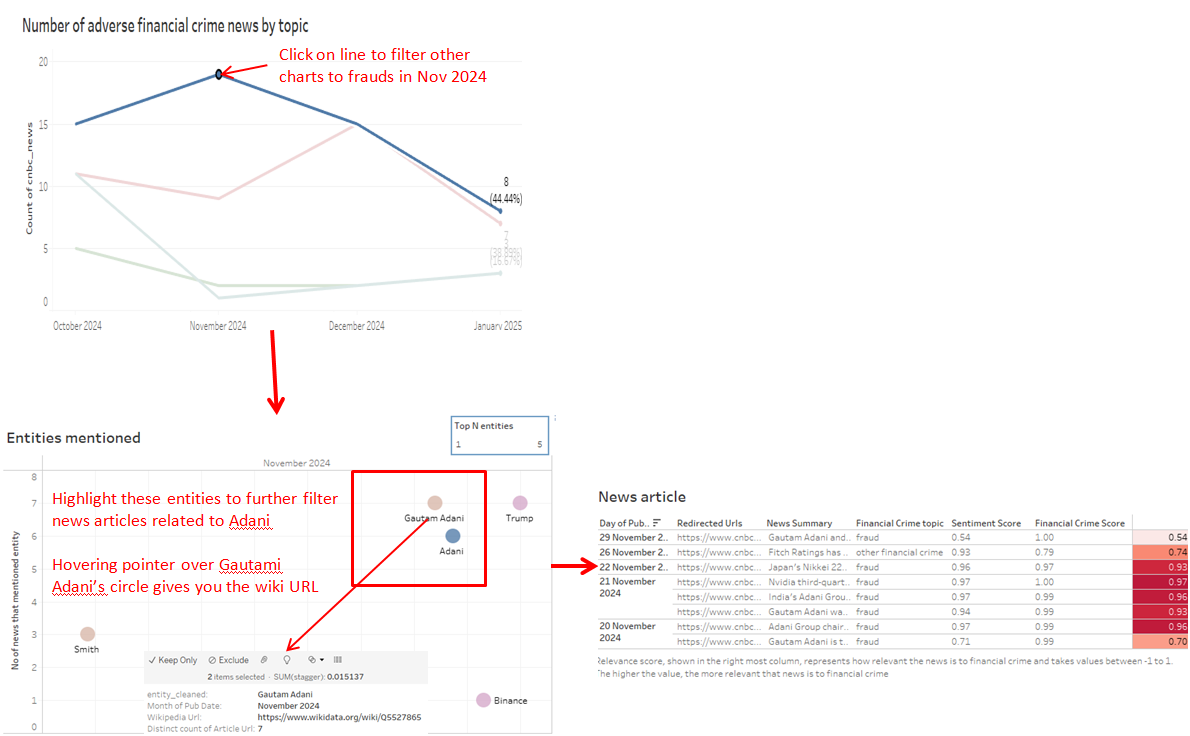 Number of adverse financial crime news by topic
Click on line to filter other
charts to frauds in Nov 2024
20
15
10
5
0
Count of cnbc_news
8
(44.44%)
7
3
(38.89%)
(16.67%)
October 2024
November 2024
December 2024
January 2025
Entities mentioned
Top N entities
1 5
November 2024
8
7
6
5
4
3
2
1
0
No of news that mentioned entity
Highlight these entities to further filter
news articles related to Adani
Hovering pointer over Gautami
Adani's circle gives you the wiki URL
Gautam Adani
Trump
Adani
Smith
Binance
Keep Only Exclude
2 items selected · SUM(stagger): 0.015137
entity_cleaned: Gautam Adani
Month of Pub Date: November 2024
Wikipedia Url: https://www.wikidata.org/wiki/Q5527865
Distinct count of Article Url: 7
News article
Day of Pub.. Redirected Urls News Summary Financial Crime topic Sentiment Score Financial Crime Score
29 November 2.. https://www.cnbc... Gautam Adani and.. fraud 0.54 1.00 0.54
26 November 2.. https://www.cnbc... Fitch Ratings has .. other financial crime 0.93 0.79 0.74
22 November 2.. https://www.cnbc... Japan's Nikkei 22.. fraud 0.96 0.97 0.93
21 November
2024
https://www.cnbc... Nvidia third-quart.. fraud 0.97 1.00 0.97
https://www.cnbc... India's Adani Grou.. fraud 0.97 0.99 0.96
https://www.cnbc... Gautam Adani wa.. fraud 0.94 0.99 0.93
20 November
2024
https://www.cnbc... Adani Group chair.. fraud 0.97 0.99 0.96
https://www.cnbc... Gautam Adani is t.. fraud 0.71 0.99 0.70
Relevance score, shown in the right most column, represents how relevant the news is to financial crime and takes values between -1 to 1.
The higher the value, the more relevant that news is to financial crime